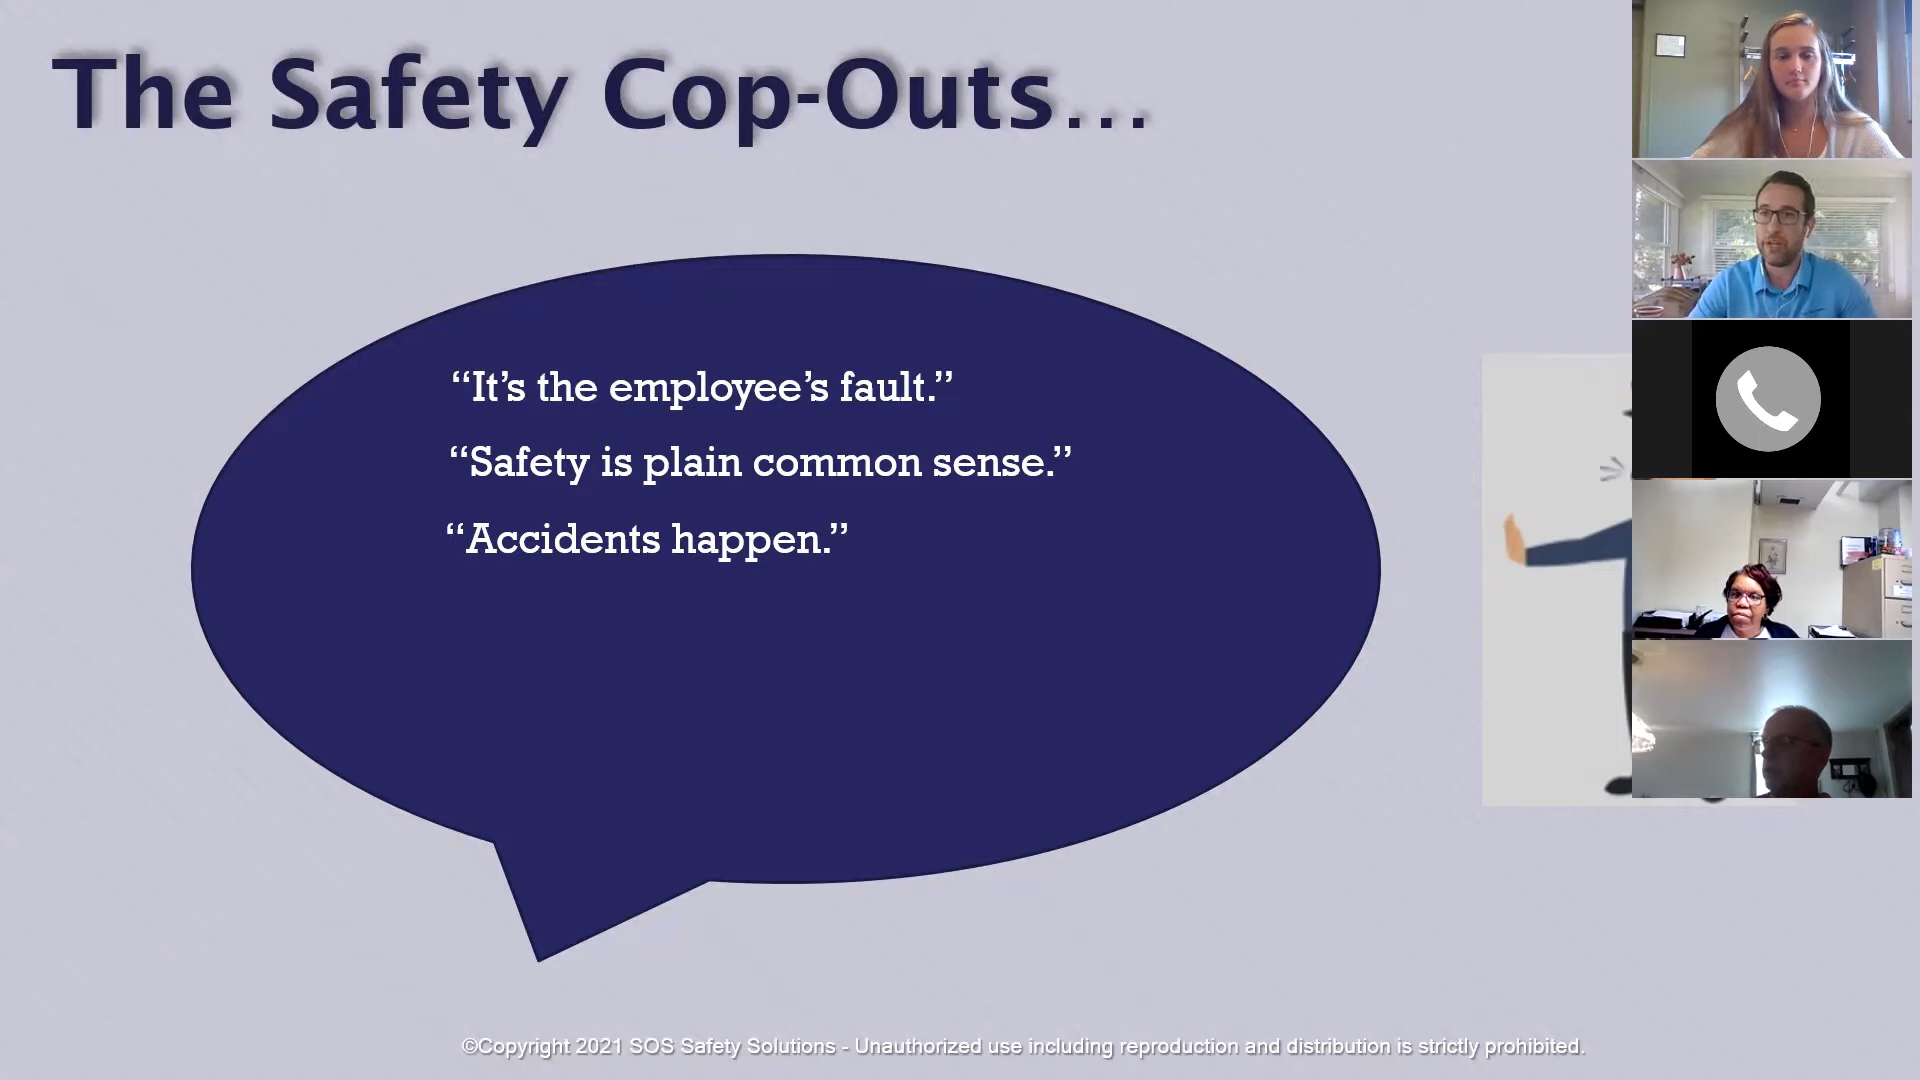 The Safety Cop-Outs...
“It’s the employee’s fault.”
“Safety is plain common sense.”
“Accidents happen.”
©Copyright 2021 SOS Safety Solutions - Unauthorized use including reproduction and distribution is strictly prohibited.